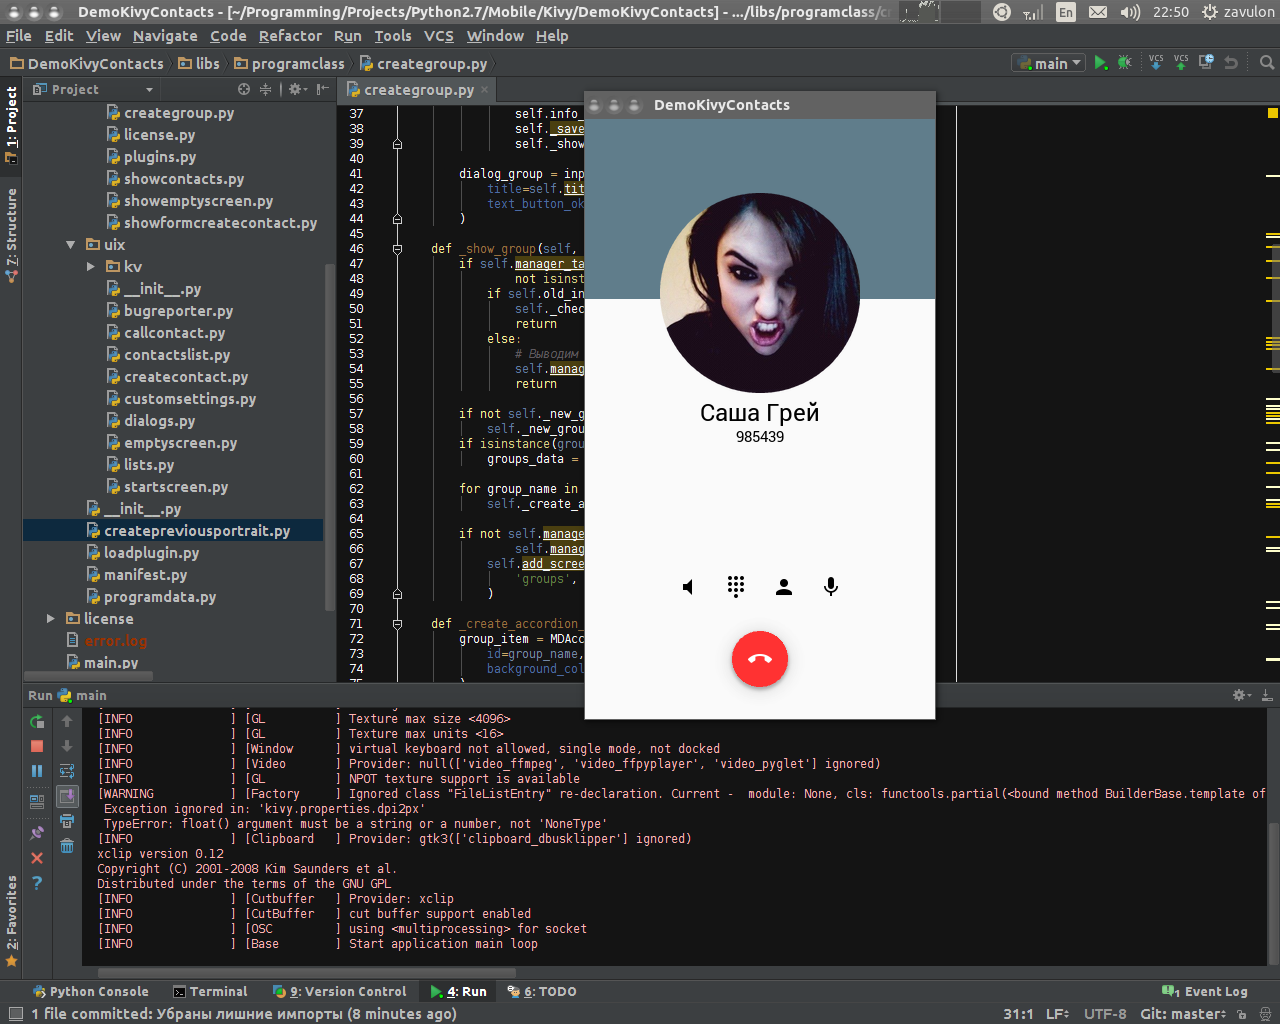 DemoKivyContacts - [~/Programming/Projects/Python2.7/Mobile/Kivy/DemoKivyContacts] - .../libs/programclass/cr
En 22:50 zavulon
File Edit View Navigate Code Refactor Run Tools VCS Window Help
DemoKivyContacts libs programclass creategroup.py main VCS VCS
1: Project
Z: Structure
2: Favorites
Project
creategroup.py
license.py
plugins.py
showcontacts.py
showemptyscreen.py
showformcreatecontact.py
uix
kv
__init__.py
bugreporter.py
callcontact.py
contactslist.py
createcontact.py
customsettings.py
dialogs.py
emptyscreen.py
lists.py
startscreen.py
__init__.py
createpreviousportrait.py
loadplugin.py
manifest.py
programdata.py
license
error.log
main.py
creategroup.py
37 self.info_
38 self._save
39 self._show
40
41 dialog_group = inp
42 title=self.tit
43 text_button_ok
44 )
45
46 def _show_group(self,
47 if self.manager_ta
48 not isinst
49 if self.old_in
50 self._chec
51 return
52 else:
53 # Выводим
54 self.manag
55 return
56
57 if not self._new_g
58 self._new_grou
59 if isinstance(grou
60 groups_data =
61
62 for group_name in
63 self._create_a
64
65 if not self.manage
66 self.manag
67 self.add_scree
68 'groups',
69 )
70
71 def _create_accordion_
72 group_item = MDAcc
73 id=group_name,
74 background_col
75 )
DemoKivyContacts
Саша Грей
985439
Run main
[INFO ] [GL ] Texture max size <4096>
[INFO ] [GL ] Texture max units <16>
[INFO ] [Window ] virtual keyboard not allowed, single mode, not docked
[INFO ] [Video ] Provider: null(['video_ffmpeg', 'video_ffpyplayer', 'video_pyglet'] ignored)
[INFO ] [GL ] NPOT texture support is available
[WARNING ] [Factory ] Ignored class "FileListEntry" re-declaration. Current - module: None, cls: functools.partial(<bound method BuilderBase.template of
Exception ignored in: 'kivy.properties.dpi2px'
TypeError: float() argument must be a string or a number, not 'NoneType'
[INFO ] [Clipboard ] Provider: gtk3(['clipboard_dbusklipper'] ignored)
xclip version 0.12
Copyright (C) 2001-2008 Kim Saunders et al.
Distributed under the terms of the GNU GPL
[INFO ] [Cutbuffer ] Provider: xclip
[INFO ] [CutBuffer ] cut buffer support enabled
[INFO ] [OSC ] using <multiprocessing> for socket
[INFO ] [Base ] Start application main loop
Python Console Terminal 9: Version Control 4: Run 6: TODO 1 Event Log
1 file committed: Убраны лишние импорты (8 minutes ago) 31:1 LF UTF-8 Git: master